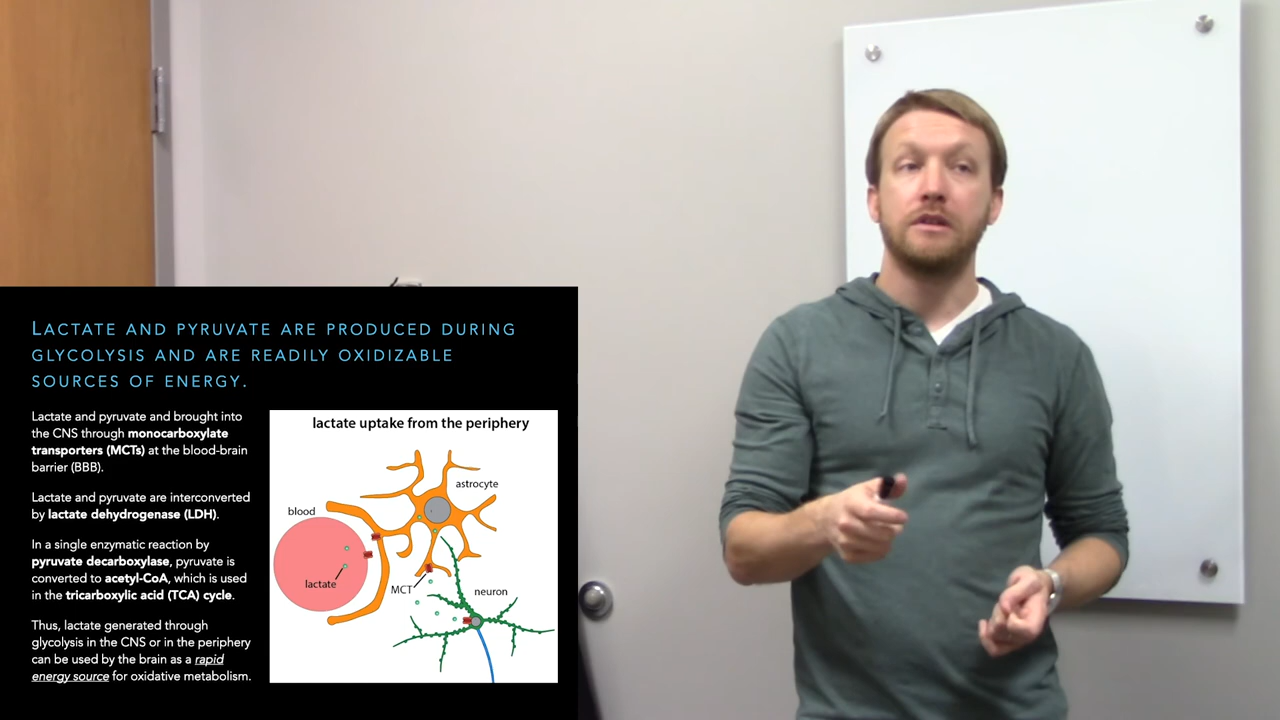 LACTATE AND PYRUVATE ARE PRODUCED DURING
GLYCOLYSIS AND ARE READILY OXIDIZABLE
SOURCES OF ENERGY.
Lactate and pyruvate and brought into
the CNS through monocarboxylate
transporters (MCTs) at the blood-brain
barrier (BBB).
Lactate and pyruvate are interconverted
by lactate dehydrogenase (LDH).
In a single enzymatic reaction by
pyruvate decarboxylase, pyruvate is
converted to acetyl-CoA, which is used
in the tricarboxylic acid (TCA) cycle.
Thus, lactate generated through
glycolysis in the CNS or in the periphery
can be used by the brain as a rapid
energy source for oxidative metabolism.
lactate uptake from the periphery
astrocyte
blood
lactate
MCT
neuron